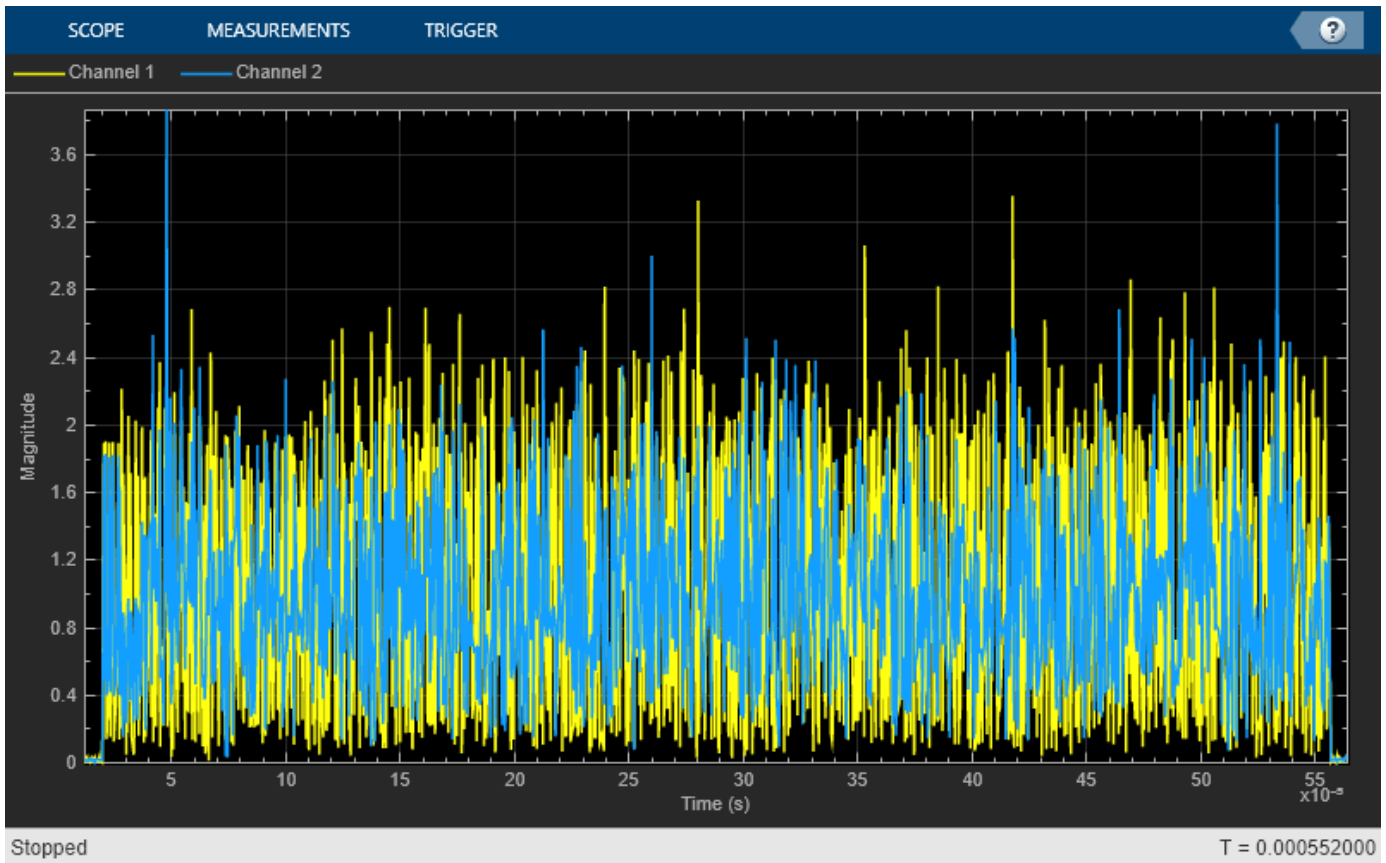 SCOPE MEASUREMENTS TRIGGER ?
Channel 1 Channel 2
3.6
3.2
2.8
2.4
2
1.6
1.2
0.8
0.4
0
Magnitude
5 10 15 20 25 30 35 40 45 50 55
x10⁻⁵
Time (s)
Stopped T = 0.000552000